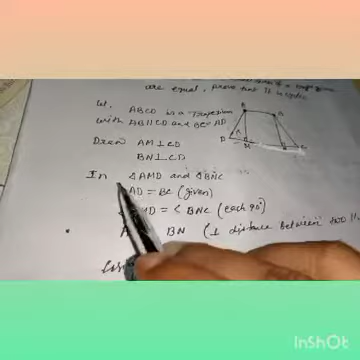 are equal, prove that it is cyclic.
Let ABCD is a Trapezium
with AB||CD and BC=AD
Draw AM⊥CD
BN⊥CD
In △AMD and △BNC
AD = BC (given)
MD = < BNC (each 90°)
BN (⊥ distance between two ||
A
B
D
M
C
InShOt